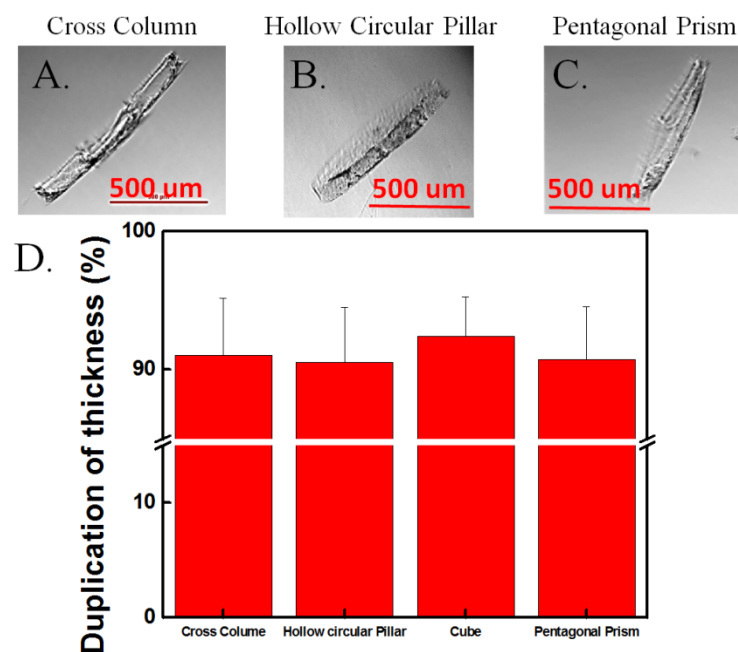 Cross Column
Hollow Circular Pillar
Pentagonal Prism
A.
B.
C.
500 um
500 um
500 um
D.
Duplication of thickness (%)
100
90
10
0
Cross Colume
Hollow circular Pillar
Cube
Pentagonal Prism